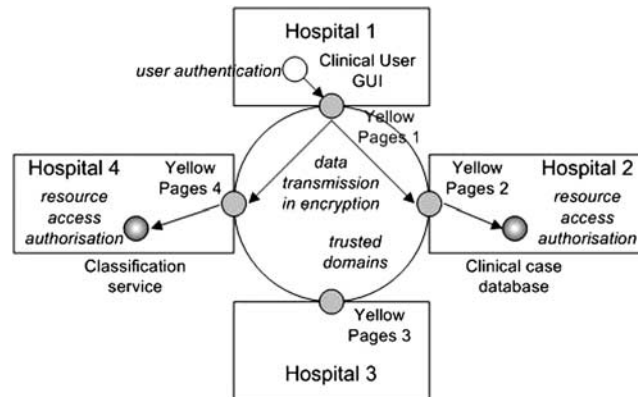 Hospital 1
user authentication
Clinical User
GUI
Yellow
Pages 1
Hospital 4
resource
access
authorisation
Yellow
Pages 4
data
transmission
in encryption
Yellow
Pages 2
Hospital 2
resource
access
authorisation
Classification
service
trusted
domains
Clinical case
database
Yellow
Pages 3
Hospital 3